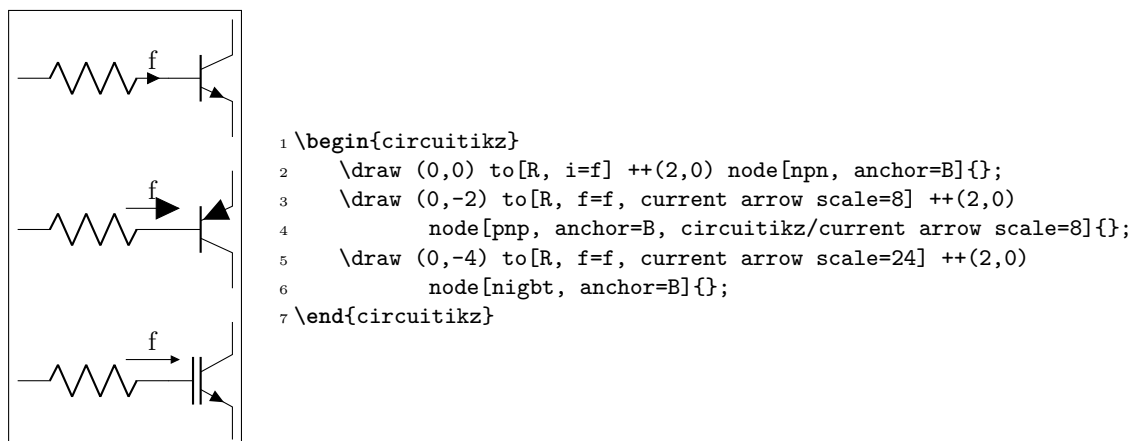 f
f
f
1 \begin{circuitikz}
2 \draw (0,0) to[R, i=f] ++(2,0) node[npn, anchor=B]{};
3 \draw (0,-2) to[R, f=f, current arrow scale=8] ++(2,0)
4 node[pnp, anchor=B, circuitikz/current arrow scale=8]{};
5 \draw (0,-4) to[R, f=f, current arrow scale=24] ++(2,0)
6 node[nigbt, anchor=B]{};
7 \end{circuitikz}